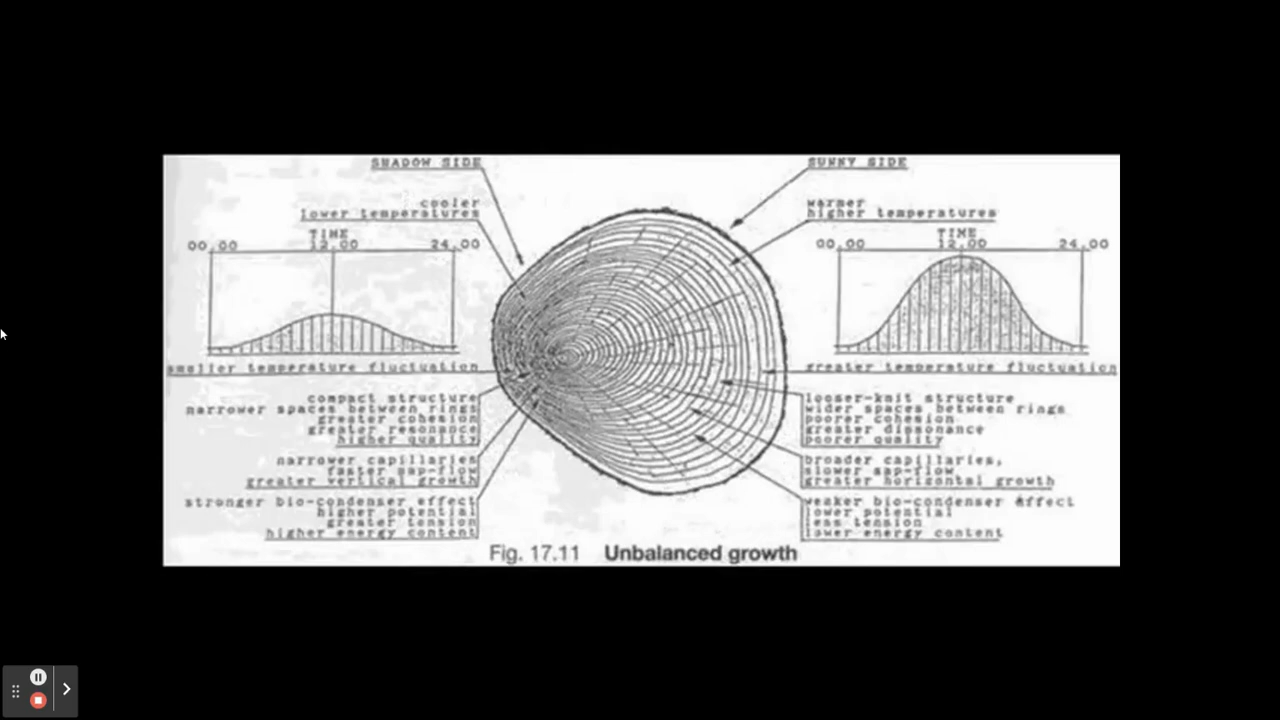 SHADOW SIDE
cooler
lower temperatures
TIME
00.00 12.00 24.00
smaller temperature fluctuation
compact structure
narrower spaces between rings
greater cohesion
greater resonance
higher quality
narrower capillaries
faster sap-flow
greater vertical growth
stronger bio-condenser effect
higher potential
greater tension
higher energy content
SUNNY SIDE
warmer
higher temperatures
TIME
00.00 12.00 24.00
greater temperature fluctuation
looser-knit structure
wider spaces between rings
poorer cohesion
greater dissonance
poorer quality
broader capillaries,
slower sap-flow
greater horizontal growth
weaker bio-condenser affect
lower potential
less tension
lower energy content
Fig. 17.11 Unbalanced growth